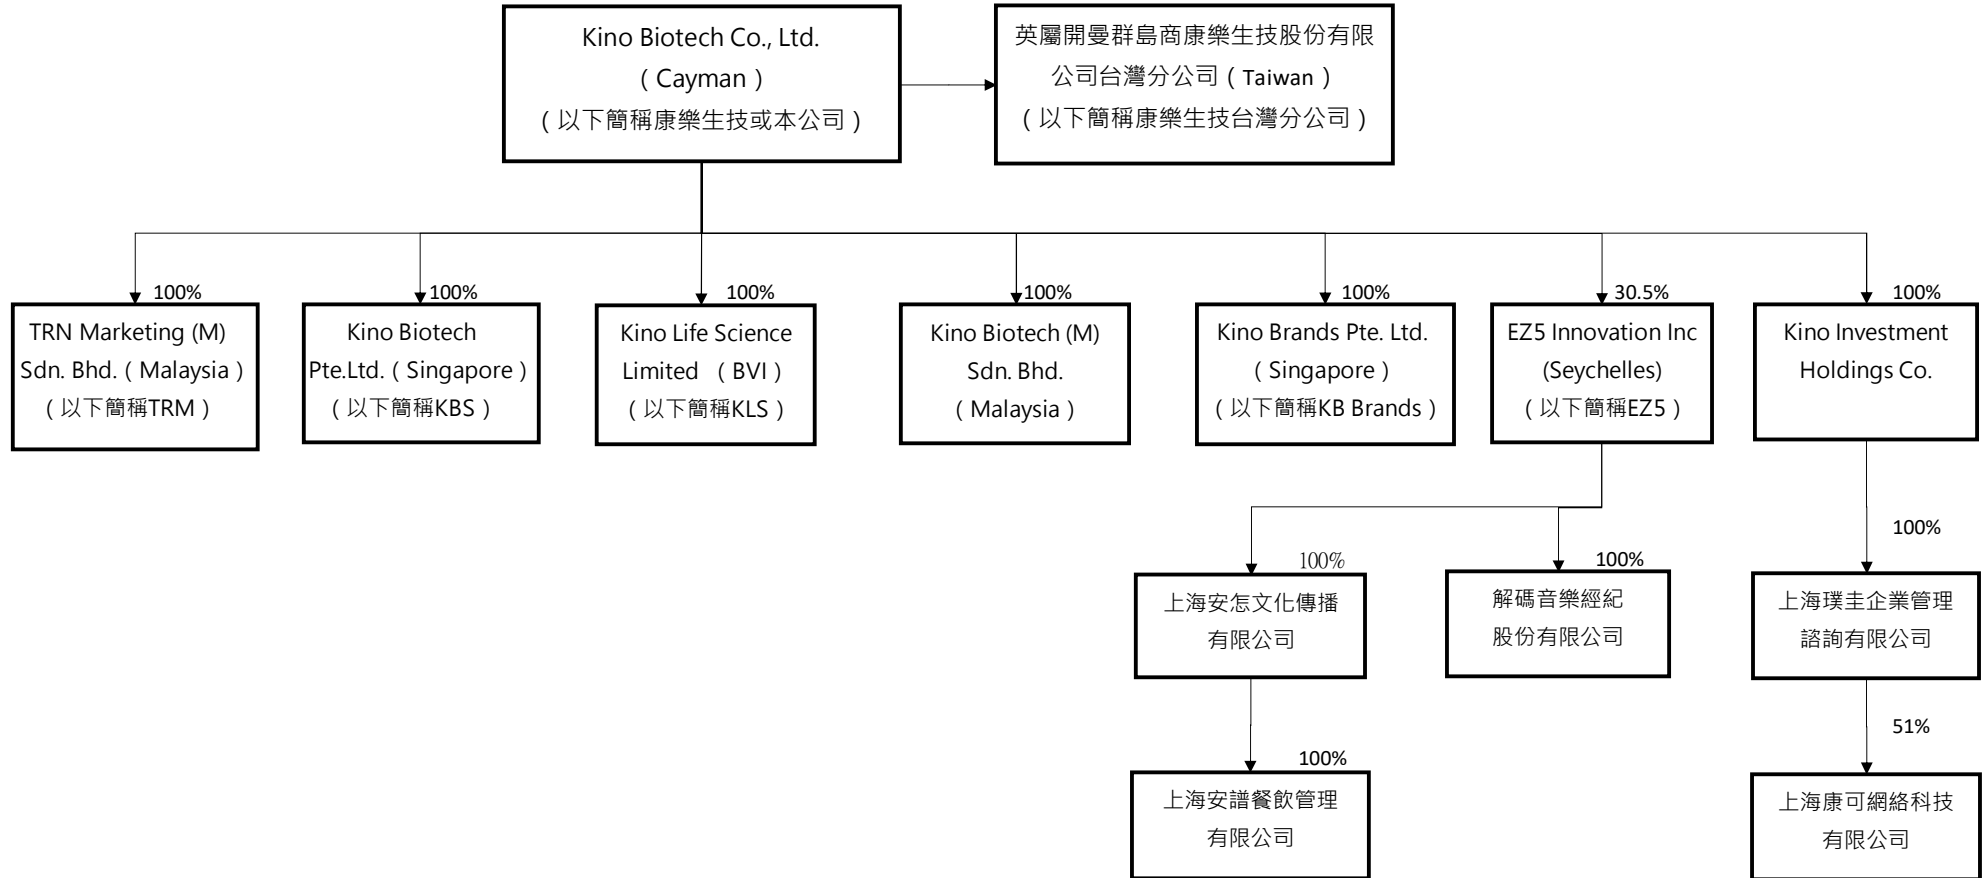 Kino Biotech Co., Ltd.
（Cayman）
（以下簡稱康樂生技或本公司）
英屬開曼群島商康樂生技股份有限
公司台灣分公司（Taiwan）
（以下簡稱康樂生技台灣分公司）
100%
TRN Marketing (M)
Sdn. Bhd.（Malaysia）
（以下簡稱TRM）
100%
Kino Biotech
Pte.Ltd.（Singapore）
（以下簡稱KBS）
100%
Kino Life Science
Limited （BVI）
（以下簡稱KLS）
100%
Kino Biotech (M)
Sdn. Bhd.
（Malaysia）
100%
Kino Brands Pte. Ltd.
（Singapore）
（以下簡稱KB Brands）
30.5%
EZ5 Innovation Inc
(Seychelles)
（以下簡稱EZ5）
100%
Kino Investment
Holdings Co.
100%
上海安怎文化傳播
有限公司
100%
解碼音樂經紀
股份有限公司
100%
上海璞圭企業管理
諮詢有限公司
100%
上海安譜餐飲管理
有限公司
51%
上海康可網絡科技
有限公司